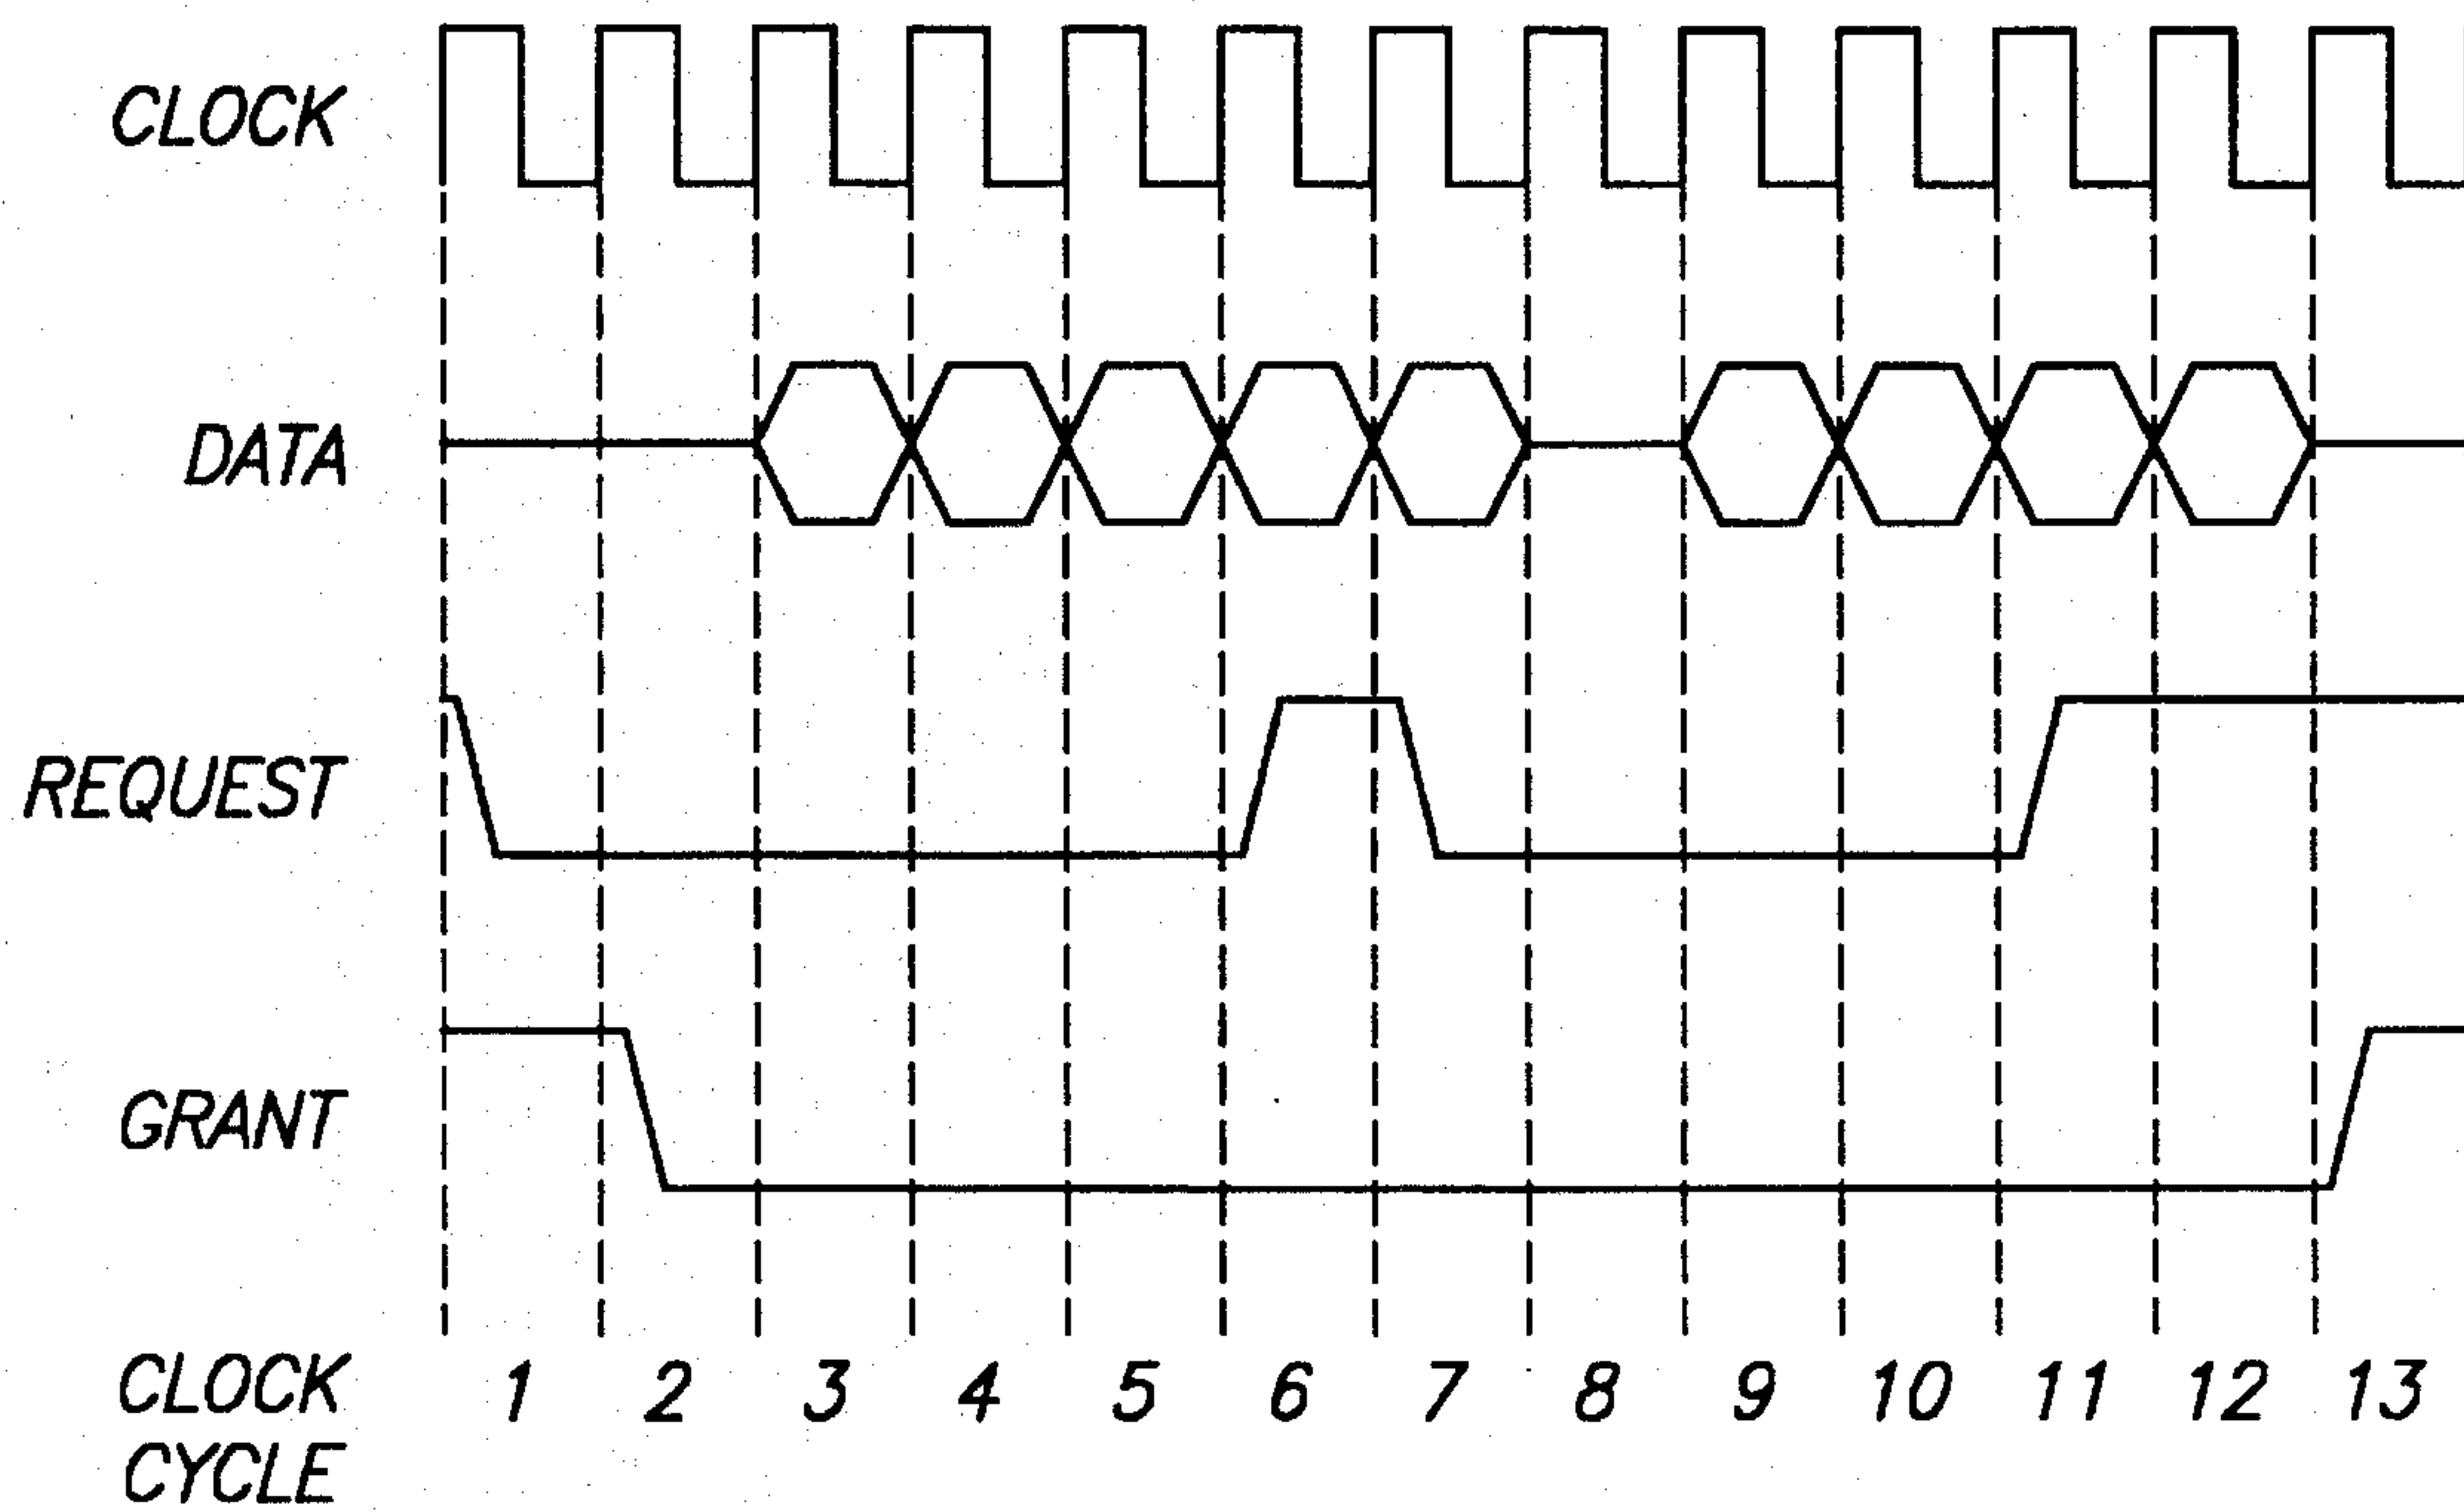 CLOCK
DATA
REQUEST
GRANT
CLOCK CYCLE
1 2 3 4 5 6 7 8 9 10 11 12 13